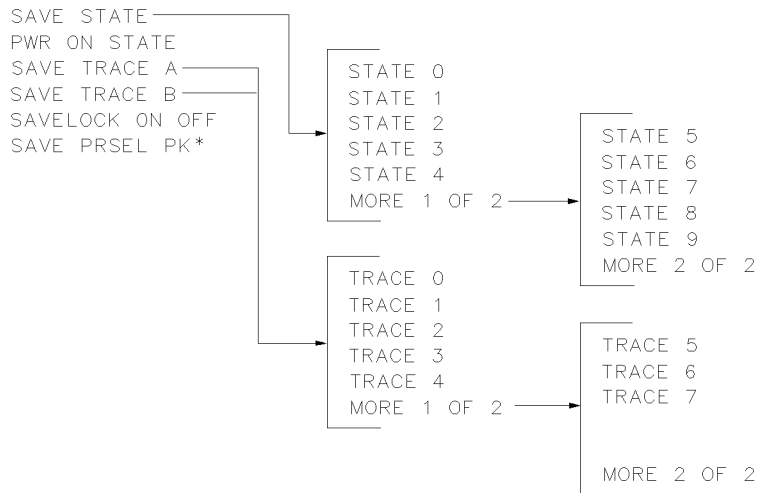 SAVE STATE
PWR ON STATE
SAVE TRACE A
SAVE TRACE B
SAVELOCK ON OFF
SAVE PRSEL PK*
STATE 0
STATE 1
STATE 2
STATE 3
STATE 4
MORE 1 OF 2
STATE 5
STATE 6
STATE 7
STATE 8
STATE 9
MORE 2 OF 2
TRACE 0
TRACE 1
TRACE 2
TRACE 3
TRACE 4
MORE 1 OF 2
TRACE 5
TRACE 6
TRACE 7
MORE 2 OF 2